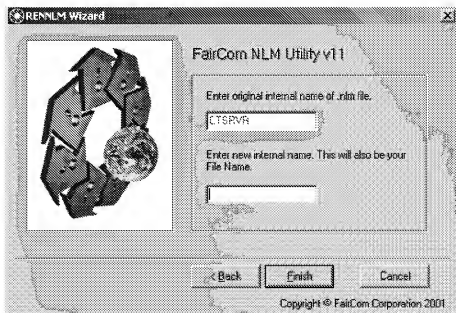 RENNLM Wizard
FairCom NLM Utility v11
Enter original internal name of .nlm file.
CTSRVR
Enter new internal name. This will also be your
File Name.
< Back
Finish
Cancel
Copyright © FairCom Corporation 2001